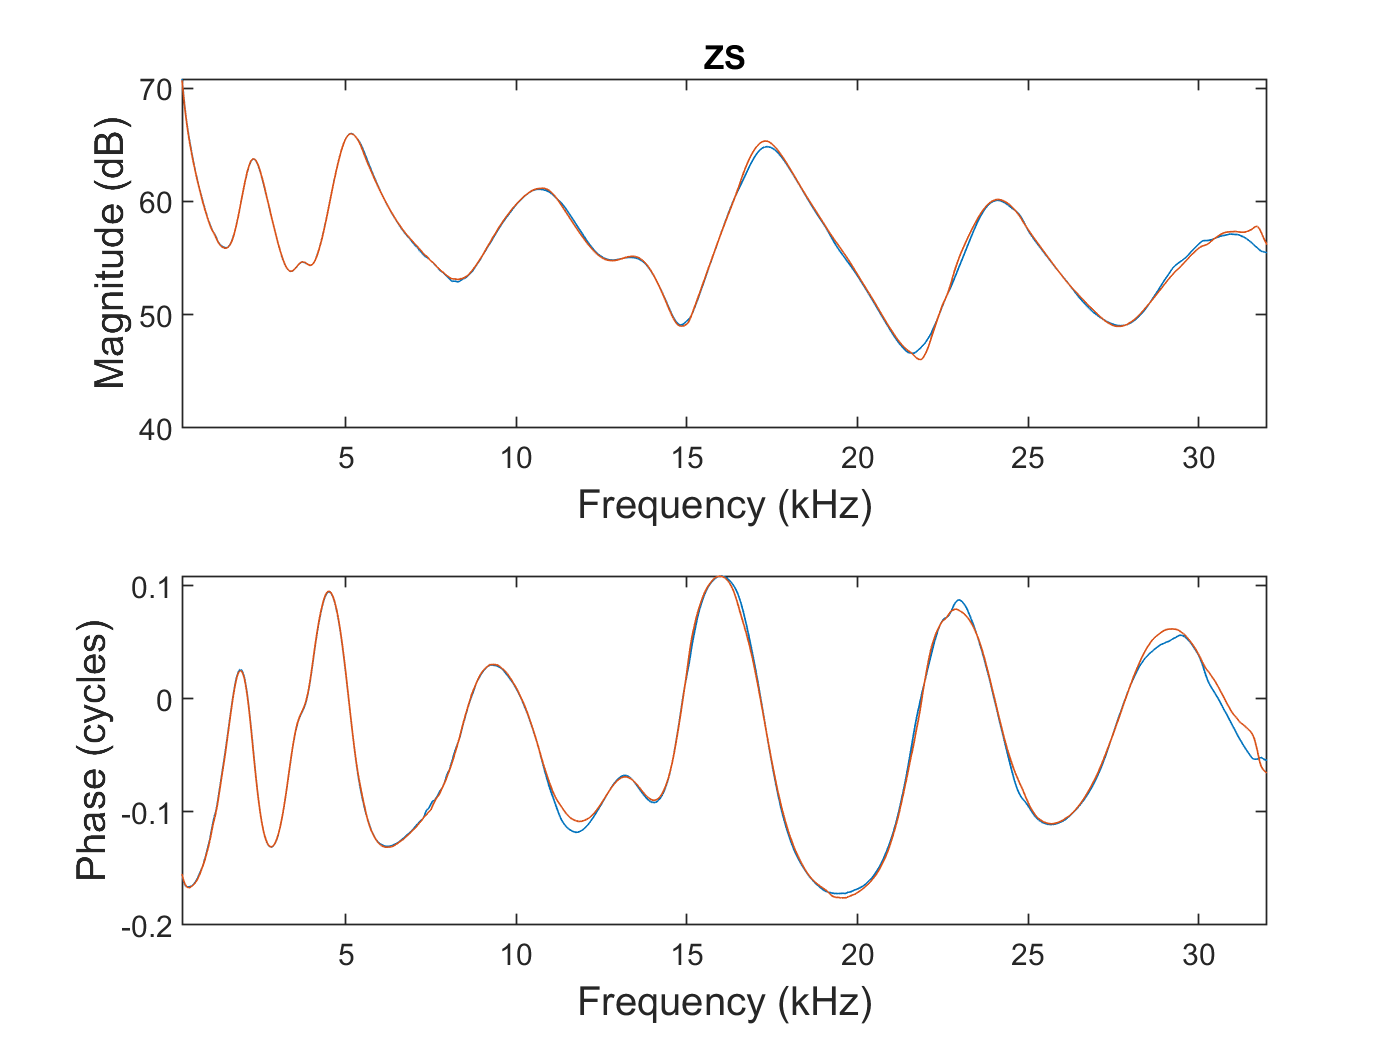 ZS
Magnitude (dB)
70
60
50
40
5 10 15 20 25 30
Frequency (kHz)
Phase (cycles)
0.1
0
-0.1
-0.2
5 10 15 20 25 30
Frequency (kHz)